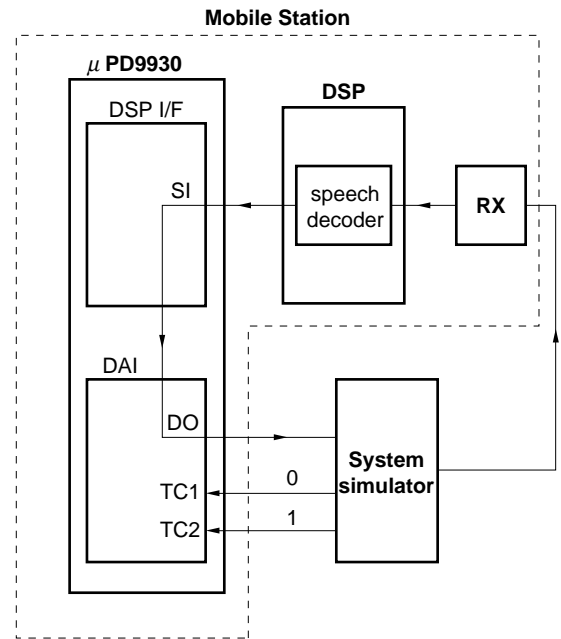 Mobile Station
μ PD9930
DSP I/F
DSP
SI
speech
decoder
RX
DAI
DO
System
simulator
TC1
0
TC2
1